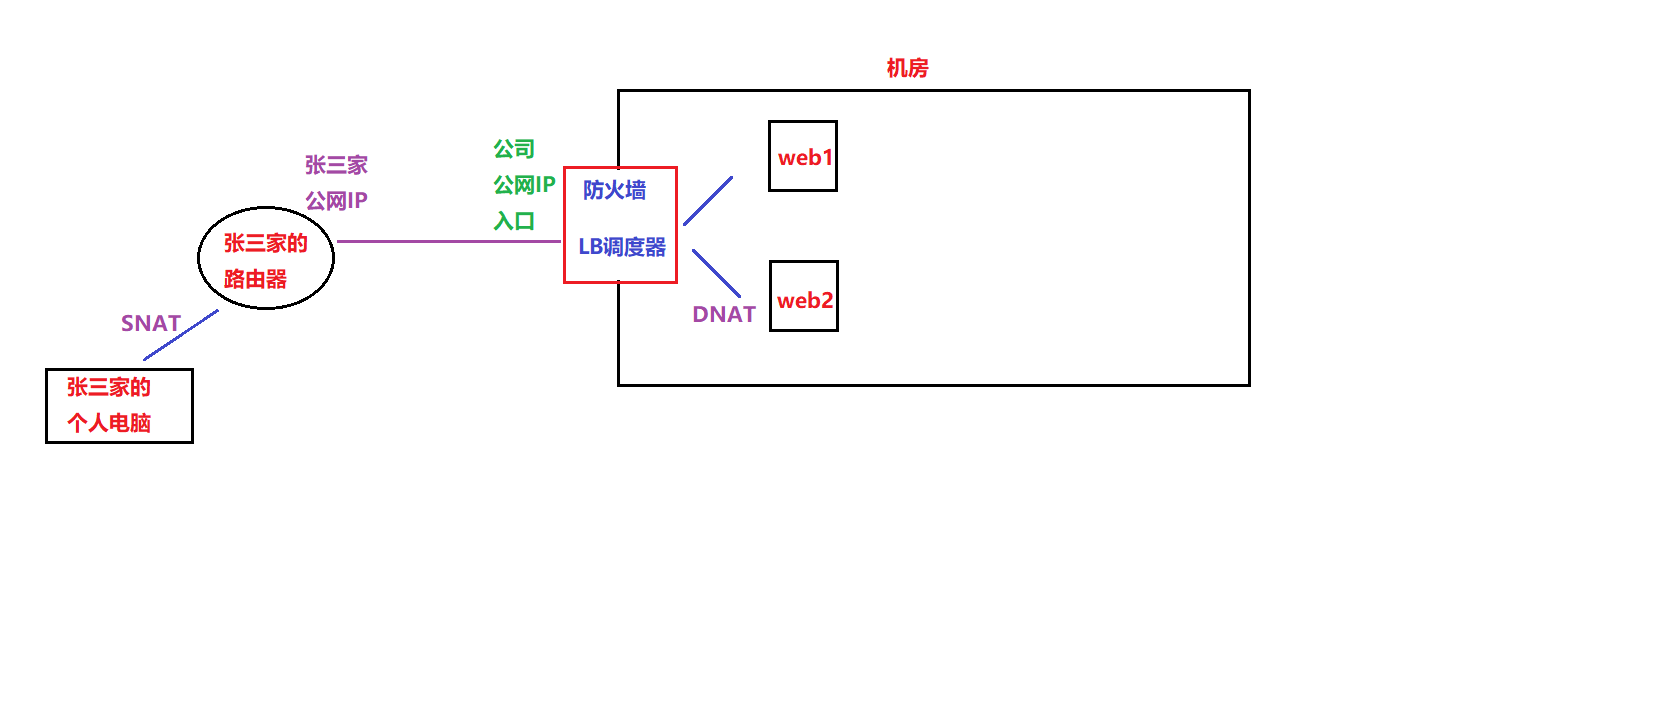 机房
公司
公网IP
入口
张三家
公网IP
防火墙
LB调度器
web1
web2
DNAT
张三家的
路由器
SNAT
张三家的
个人电脑